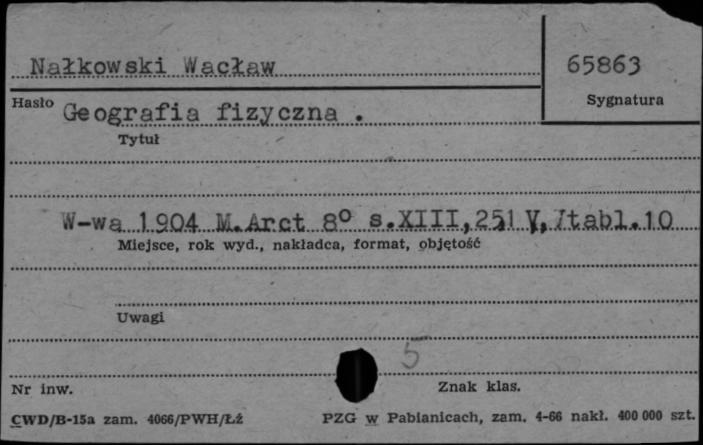 Nałkowski Wacław
65863
Hasło
Sygnatura
Geografia fizyczna .
Tytuł
W-wa 1904 M.Arct 8° s.XIII,251 V,/tabl.10
Miejsce, rok wyd., nakładca, format, objętość
Uwagi
5
Nr inw.
Znak klas.
CWD/B-15a zam. 4066/PWH/Łż
PZG w Pabianicach, zam. 4-66 nakł. 400 000 szt.